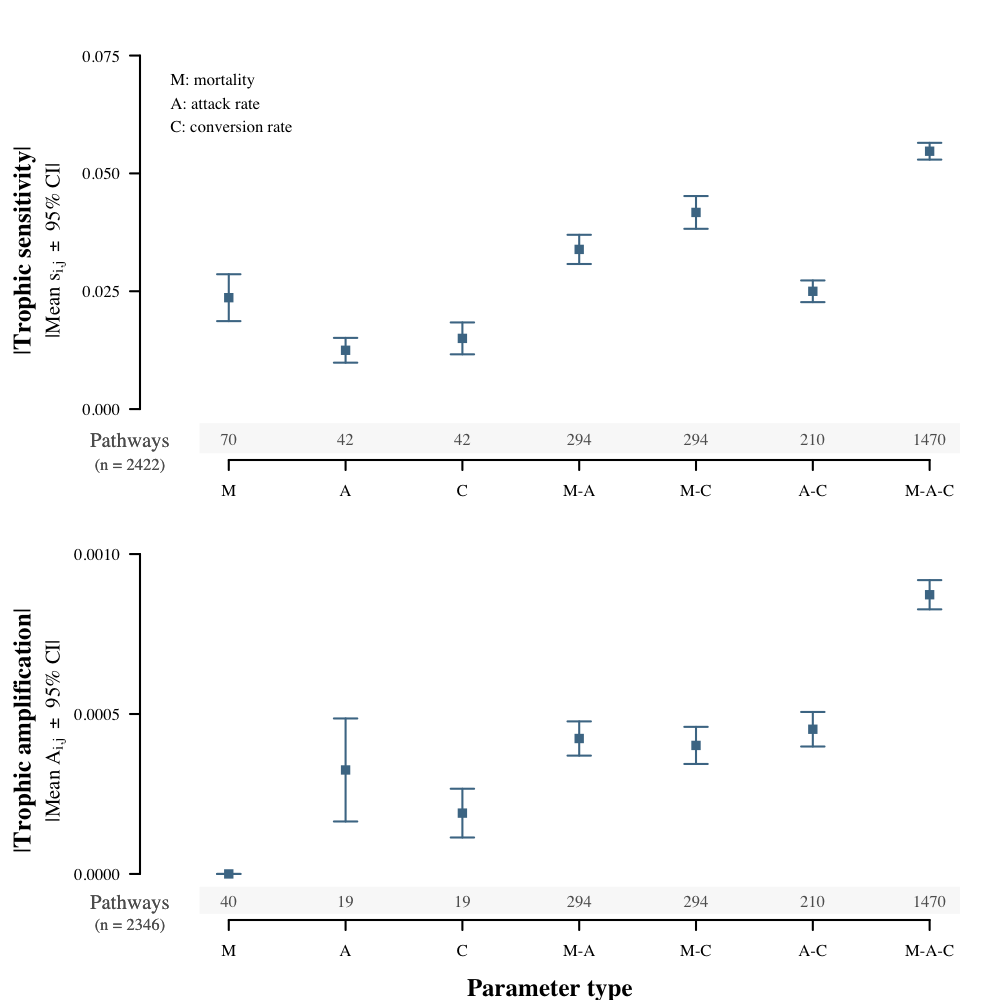 0.075
M: mortality
A: attack rate
C: conversion rate
0.050
0.025
0.000
|Trophic sensitivity|
|Mean si,j ± 95% CI|
Pathways 70 42 42 294 294 210 1470
(n = 2422)
M A C M-A M-C A-C M-A-C
0.0010
0.0005
0.0000
|Trophic amplification|
|Mean Ai,j ± 95% CI|
Pathways 40 19 19 294 294 210 1470
(n = 2346)
M A C M-A M-C A-C M-A-C
Parameter type